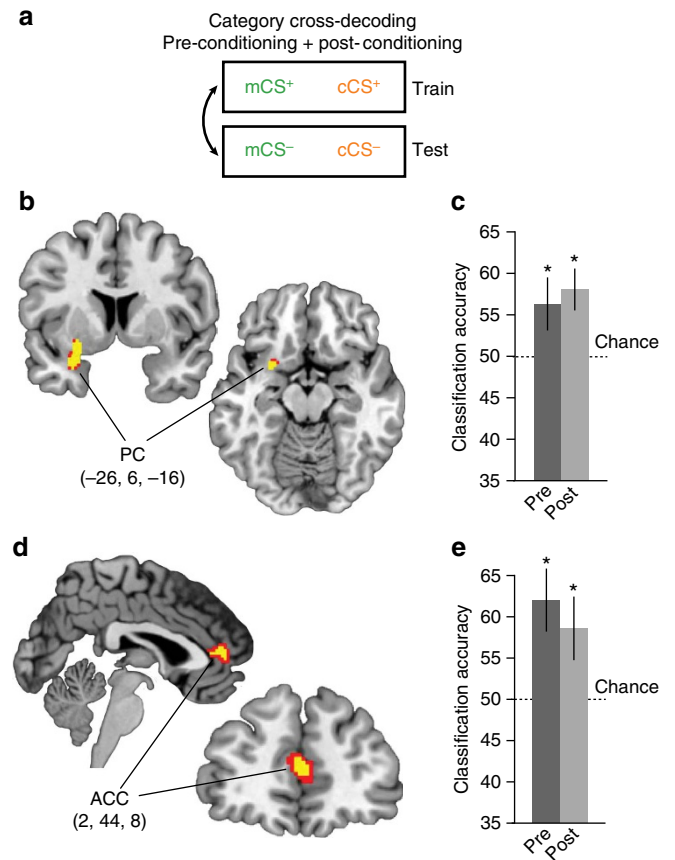 a
Category cross-decoding
Pre-conditioning + post-conditioning
mCS+ cCS+ Train
mCS– cCS– Test
b
PC
(–26, 6, –16)
c
65
60
55
50
45
40
35
Classification accuracy
* *
Chance
Pre
Post
d
ACC
(2, 44, 8)
e
65
60
55
50
45
40
35
Classification accuracy
* *
Chance
Pre
Post